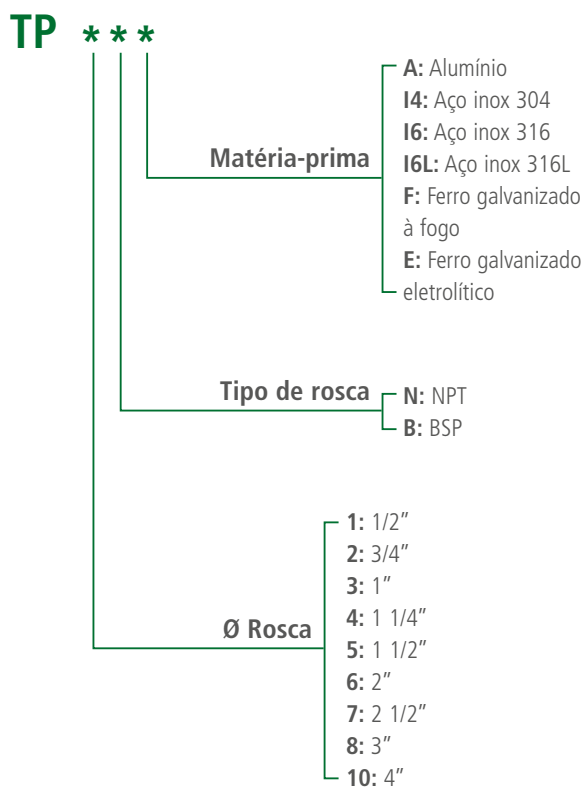 TP * * *
A: Alumínio
I4: Aço inox 304
I6: Aço inox 316
Matéria-prima
I6L: Aço inox 316L
F: Ferro galvanizado
à fogo
E: Ferro galvanizado
eletrolítico
Tipo de rosca
N: NPT
B: BSP
1: 1/2”
2: 3/4”
3: 1”
4: 1 1/4”
Ø Rosca
5: 1 1/2”
6: 2”
7: 2 1/2”
8: 3”
10: 4”